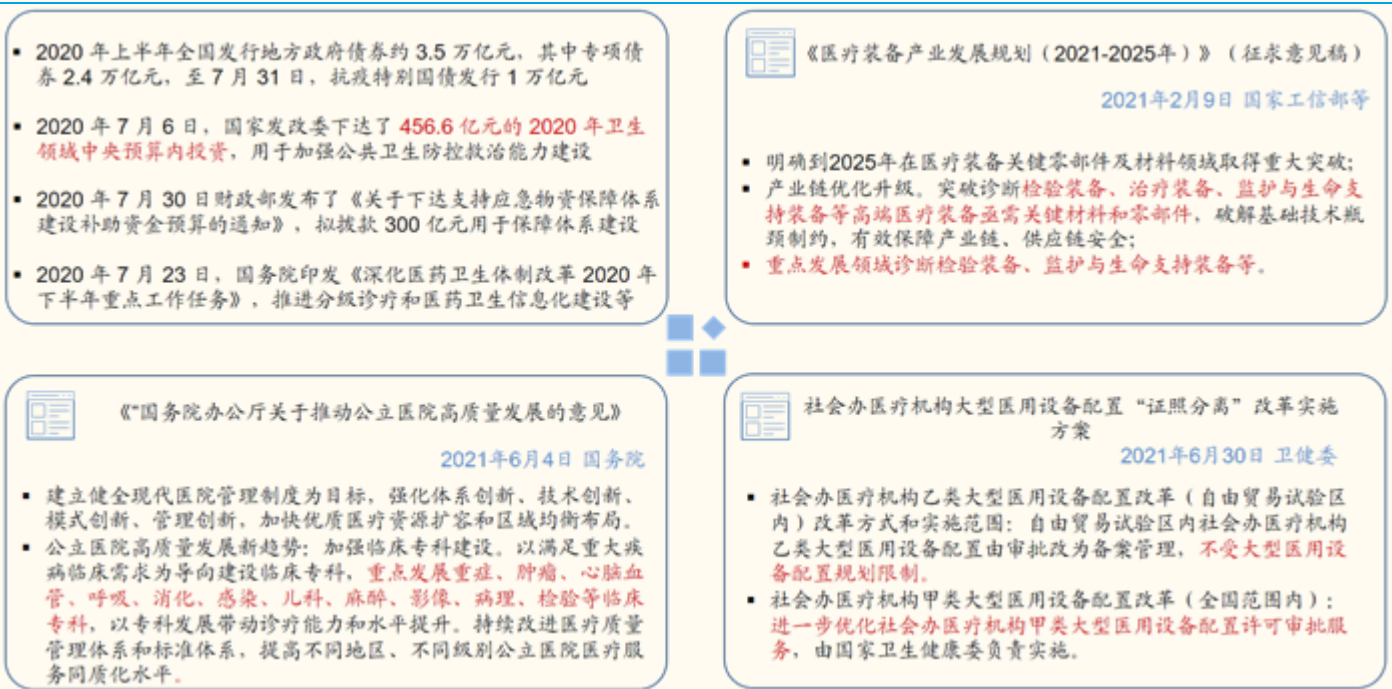 ▪ 2020 年上半年全国发行地方政府债券约 3.5 万亿元，其中专项债
券 2.4 万亿元，至 7 月 31 日，抗疫特别国债发行 1 万亿元
▪ 2020 年 7 月 6 日，国家发改委下达了 456.6 亿元的 2020 年卫生
领域中央预算内投资，用于加强公共卫生防控救治能力建设
▪ 2020 年 7 月 30 日财政部发布了《关于下达支持应急物资保障体系
建设补助资金预算的通知》，拟拨款 300 亿元用于保障体系建设
▪ 2020 年 7 月 23 日，国务院印发《深化医药卫生体制改革 2020 年
下半年重点工作任务》，推进分级诊疗和医药卫生信息化建设等
《医疗装备产业发展规划（2021-2025年）》（征求意见稿）
2021年2月9日 国家工信部等
▪ 明确到2025年在医疗装备关键零部件及材料领域取得重大突破；
▪ 产业链优化升级。突破诊断检验装备、治疗装备、监护与生命支
持装备等高端医疗装备亟需关键材料和零部件，破解基础技术瓶
颈制约，有效保障产业链、供应链安全；
▪ 重点发展领域诊断检验装备、监护与生命支持装备等。
《“国务院办公厅关于推动公立医院高质量发展的意见》
2021年6月4日 国务院
▪ 建立健全现代医院管理制度为目标，强化体系创新、技术创新、
模式创新、管理创新，加快优质医疗资源扩容和区域均衡布局。
▪ 公立医院高质量发展新趋势：加强临床专科建设。以满足重大疾
病临床需求为导向建设临床专科，重点发展重症、肿瘤、心脑血
管、呼吸、消化、感染、儿科、麻醉、影像、病理、检验等临床
专科，以专科发展带动诊疗能力和水平提升。持续改进医疗质量
管理体系和标准体系，提高不同地区、不同级别公立医院医疗服
务同质化水平。
社会办医疗机构大型医用设备配置“证照分离”改革实施
方案
2021年6月30日 卫健委
▪ 社会办医疗机构乙类大型医用设备配置改革（自由贸易试验区
内）改革方式和实施范围：自由贸易试验区内社会办医疗机构
乙类大型医用设备配置由审批改为备案管理，不受大型医用设
备配置规划限制。
▪ 社会办医疗机构甲类大型医用设备配置改革（全国范围内）：
进一步优化社会办医疗机构甲类大型医用设备配置许可审批服
务，由国家卫生健康委负责实施。